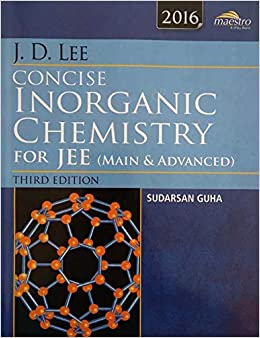 2016
maestro
J. D. LEE
CONCISE
INORGANIC
CHEMISTRY
FOR JEE (MAIN & ADVANCED)
THIRD EDITION
SUDARSAN GUHA